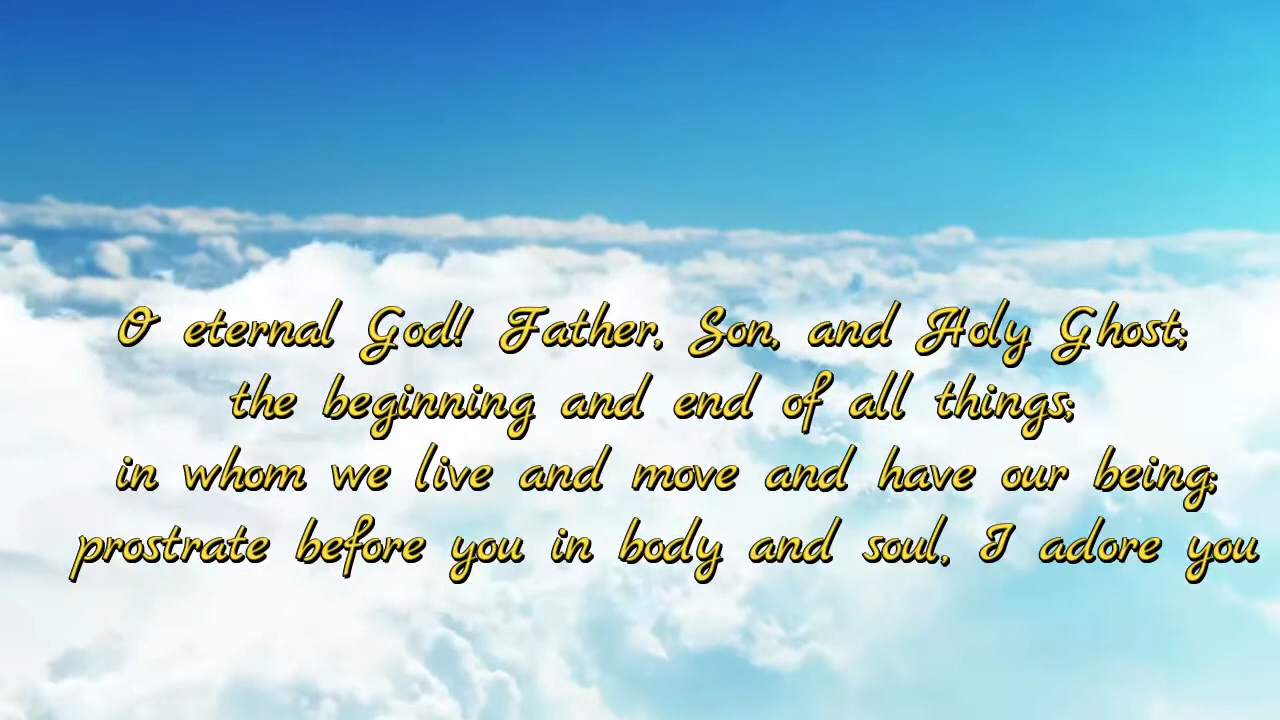 O eternal God! Father, Son, and Holy Ghost;
the beginning and end of all things;
in whom we live and move and have our being;
prostrate before you in body and soul, I adore you